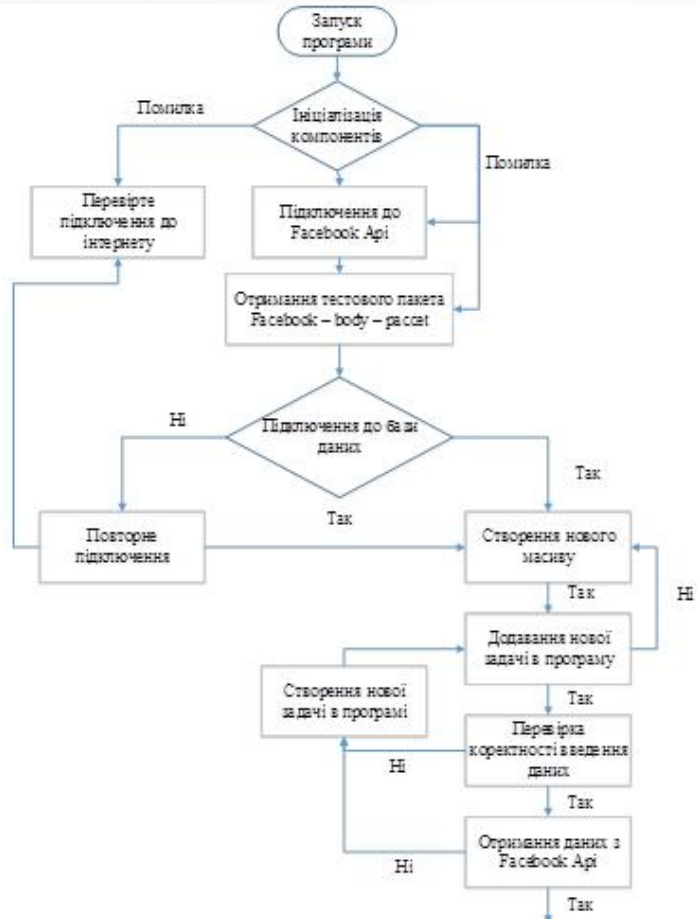 Запуск
програми
Помилка
Ініціалізація
компонентів
Помилка
Перевірте
підключення до
інтернету
Підключення до
Facebook Api
Отримання тестового пакета
Facebook – body – paccet
Ні
Підключення до бази
даних
Так
Повторне
підключення
Так
Створення нового
масиву
Так
Ні
Додавання нової
задачі в програму
Створення нової
задачі в програмі
Так
Перевірка
коректності введення
даних
Ні
Так
Отримання даних з
Facebook Api
Ні
Так